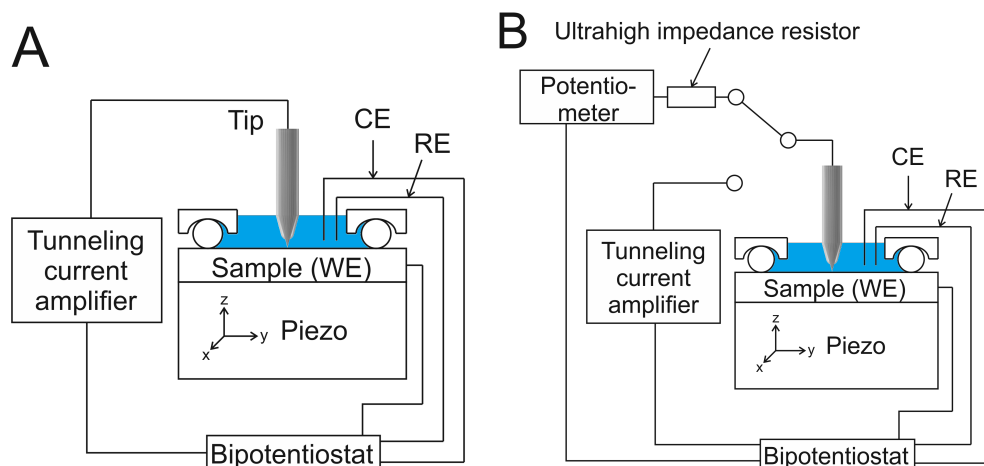 A
Tip
CE
RE
Tunneling
current
amplifier
Sample (WE)
z
y
x
Piezo
Bipotentiostat
B
Ultrahigh impedance resistor
Potentio-
meter
CE
RE
Tunneling
current
amplifier
Sample (WE)
z
y
x
Piezo
Bipotentiostat